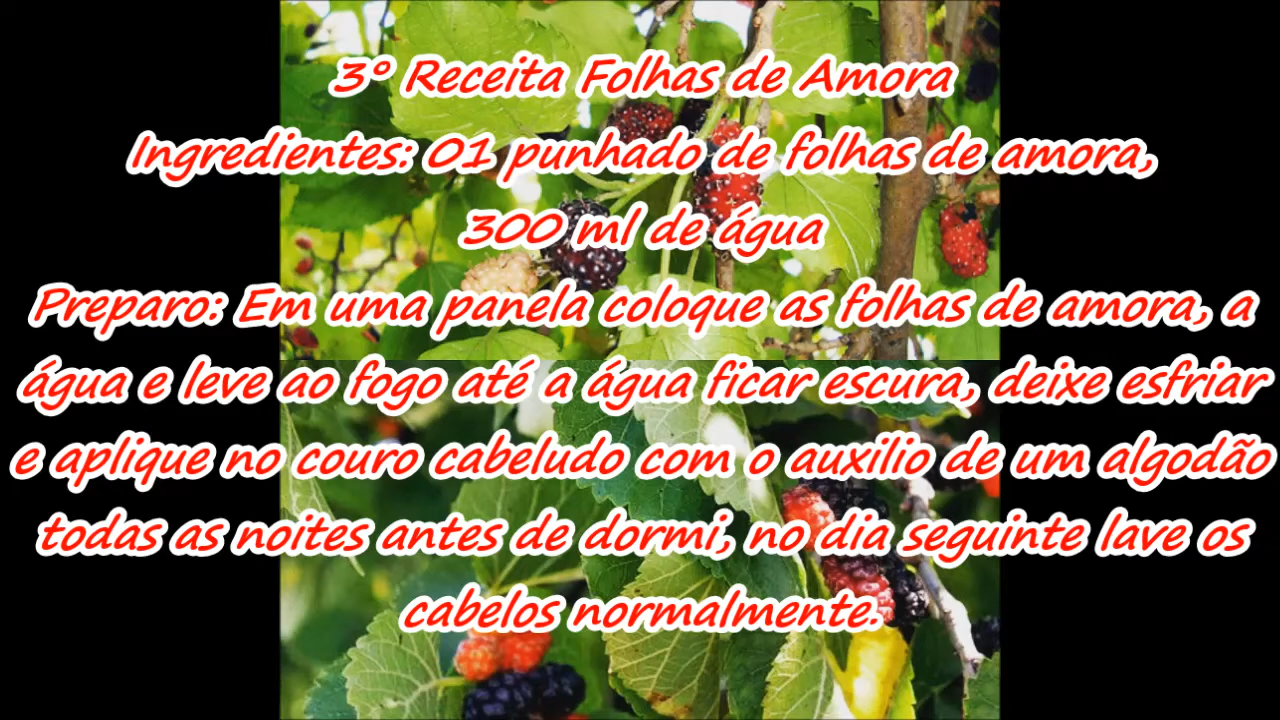 3° Receita Folhas de Amora
Ingredientes: 01 punhado de folhas de amora,
300 ml de água
Preparo: Em uma panela coloque as folhas de amora, a
água e leve ao fogo até a água ficar escura, deixe esfriar
e aplique no couro cabeludo com o auxilio de um algodão
todas as noites antes de dormi, no dia seguinte lave os
cabelos normalmente.